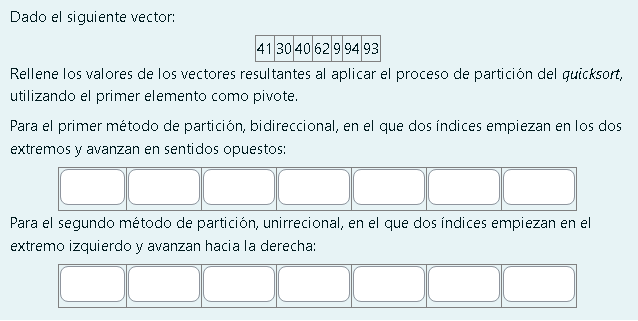 Dado el siguiente vector:
41 30 40 62 9 94 93
Rellene los valores de los vectores resultantes al aplicar el proceso de partición del quicksort,
utilizando el primer elemento como pivote.
Para el primer método de partición, bidireccional, en el que dos índices empiezan en los dos
extremos y avanzan en sentidos opuestos:
Para el segundo método de partición, unirrecional, en el que dos índices empiezan en el
extremo izquierdo y avanzan hacia la derecha: